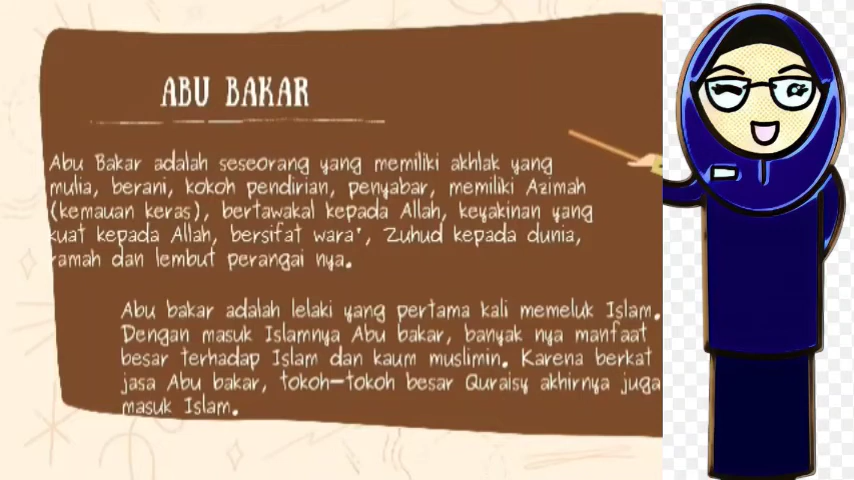 ABU BAKAR
Abu Bakar adalah seseorang yang memiliki akhlak yang
mulia, berani, kokoh pendirian, penyabar, memiliki Azimah
(kemauan keras), bertawakal kepada Allah, keyakinan yang
kuat kepada Allah, bersifat wara', Zuhud kepada dunia,
ramah dan lembut perangai nya.
Abu bakar adalah lelaki yang pertama kali memeluk Islam.
Dengan masuk Islamnya Abu bakar, banyak nya manfaat
besar terhadap Islam dan kaum muslimin. Karena berkat
jasa Abu bakar, tokoh-tokoh besar Quraisy akhirnya juga
masuk Islam.